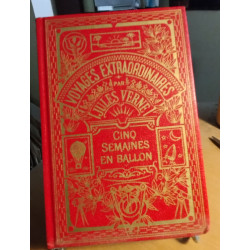 VOYAGES EXTRAORDINAIRES
PAR
JULES VERNE
CINQ
SEMAINES
EN BALLON